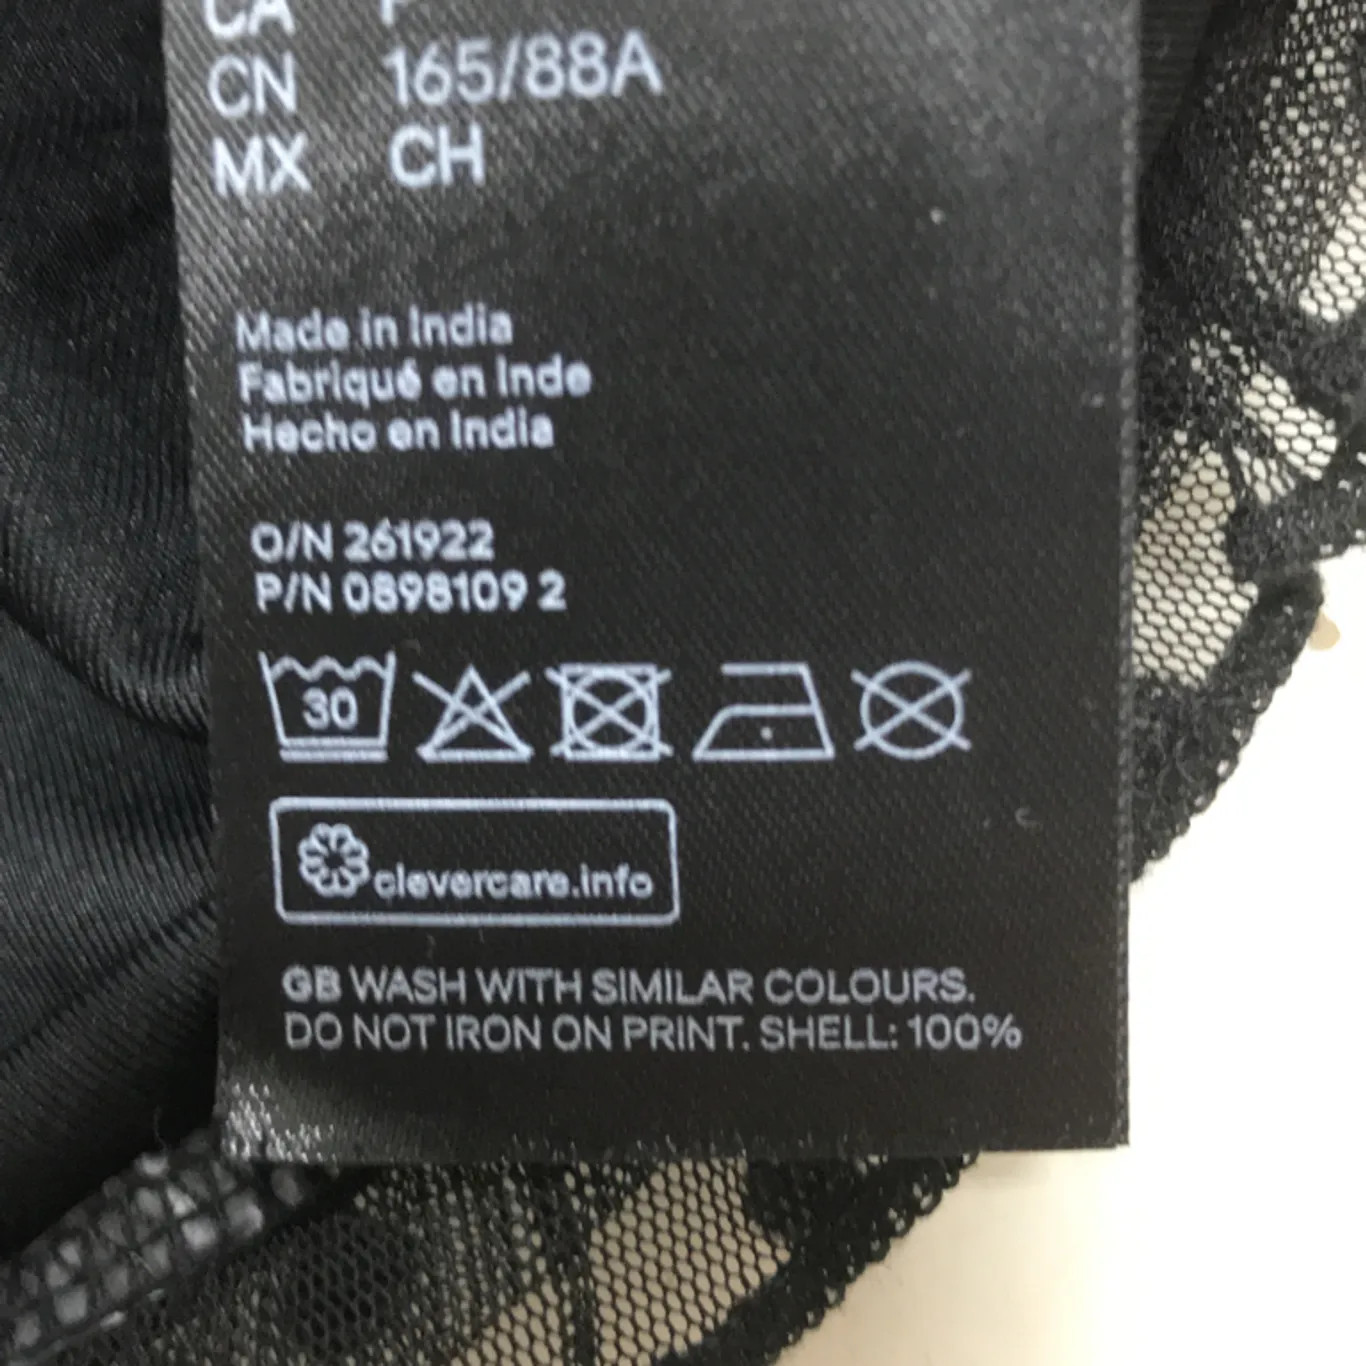 CA
CN 165/88A
MX CH
Made in India
Fabriqué en Inde
Hecho en India
O/N 261922
P/N 0898109 2
30
clevercare.info
GB WASH WITH SIMILAR COLOURS.
DO NOT IRON ON PRINT. SHELL: 100%